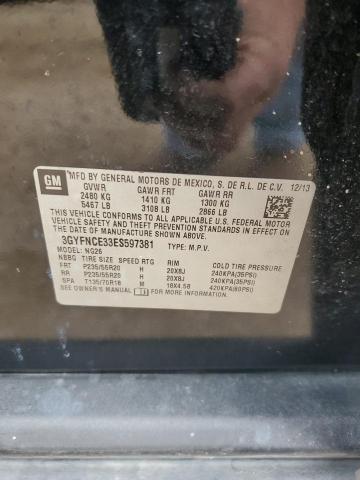 GM
MFD BY GENERAL MOTORS DE MEXICO, S. DE R.L. DE C.V. 12/13
GVWR GAWR FRT GAWR RR
2480 KG 1410 KG 1300 KG
5467 LB 3108 LB 2866 LB
THIS VEHICLE CONFORMS TO ALL APPLICABLE U.S. FEDERAL MOTOR
VEHICLE SAFETY, BUMPER, AND THEFT PREVENTION STANDARDS IN EFFECT ON
THE DATE OF MANUFACTURE SHOWN ABOVE.
3GYFNCE33ES597381 TYPE: M.P.V.
MODEL: NG26
NBBG TIRE SIZE SPEED RTG RIM COLD TIRE PRESSURE
FRT P235/55R20 H 20X8J 240KPA(35PSI)
RR P235/55R20 H 20X8J 240KPA(35PSI)
SPA T135/70R18 M 18X4.5B 420KPA(60PSI)
SEE OWNER'S MANUAL FOR MORE INFORMATION.